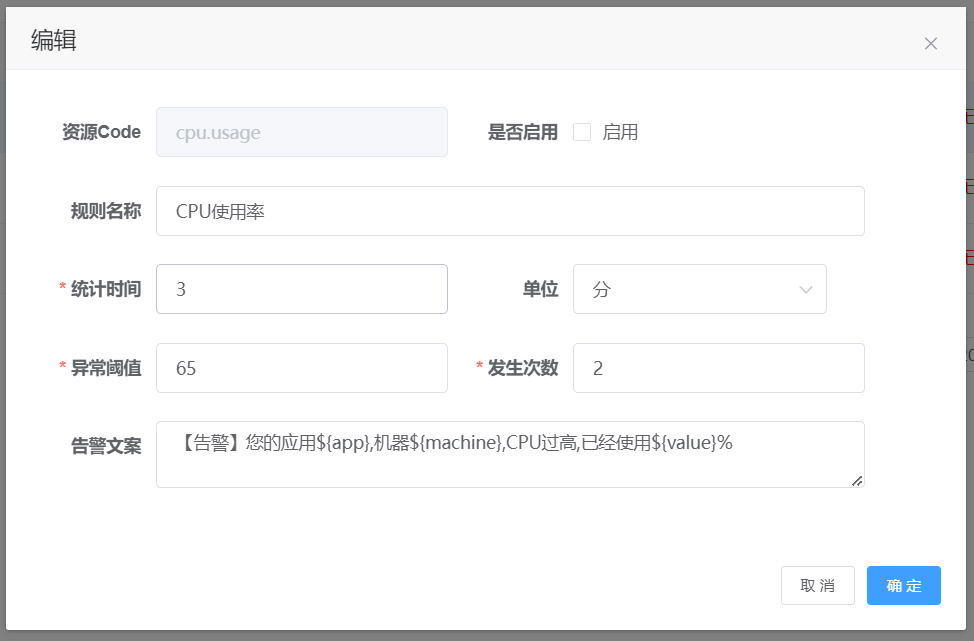 编辑
资源Code cpu.usage 是否启用 启用
规则名称 CPU使用率
* 统计时间 3 单位 分
* 异常阈值 65 * 发生次数 2
告警文案 【告警】您的应用${app},机器${machine},CPU过高,已经使用${value}%
取 消 确 定